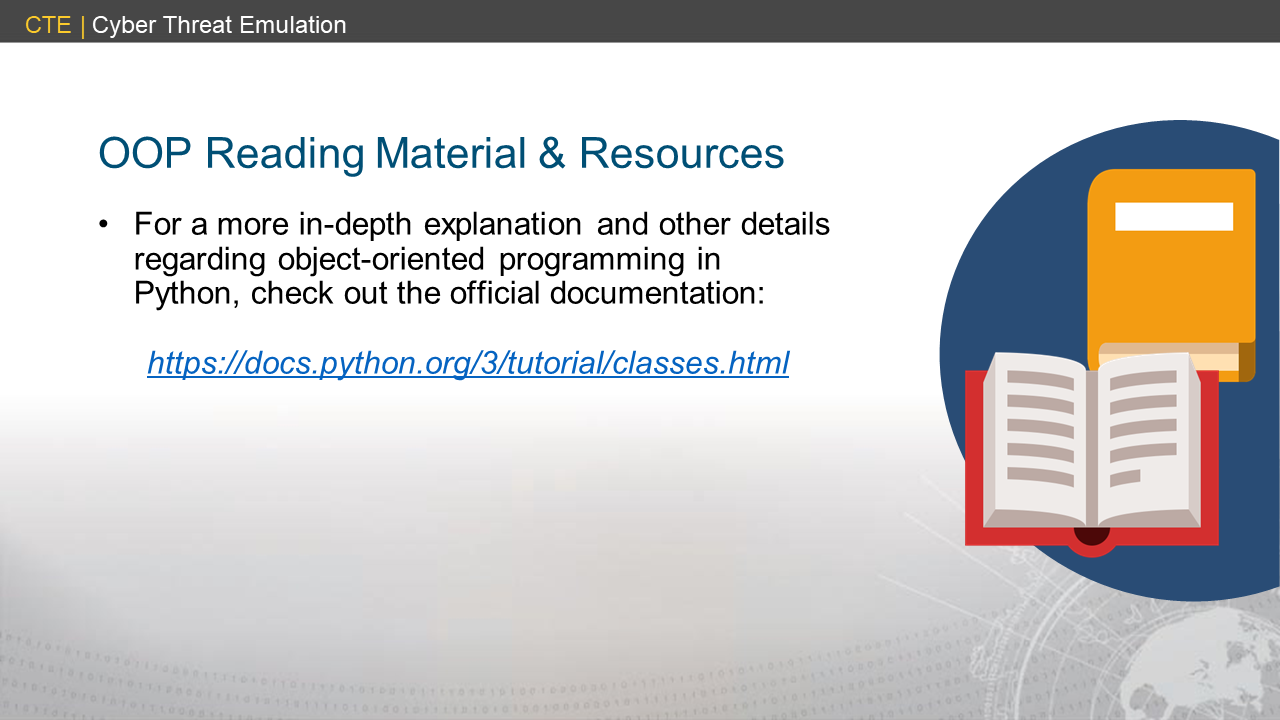 CTE | Cyber Threat Emulation
OOP Reading Material & Resources
• For a more in-depth explanation and other details
regarding object-oriented programming in
Python, check out the official documentation:
https://docs.python.org/3/tutorial/classes.html